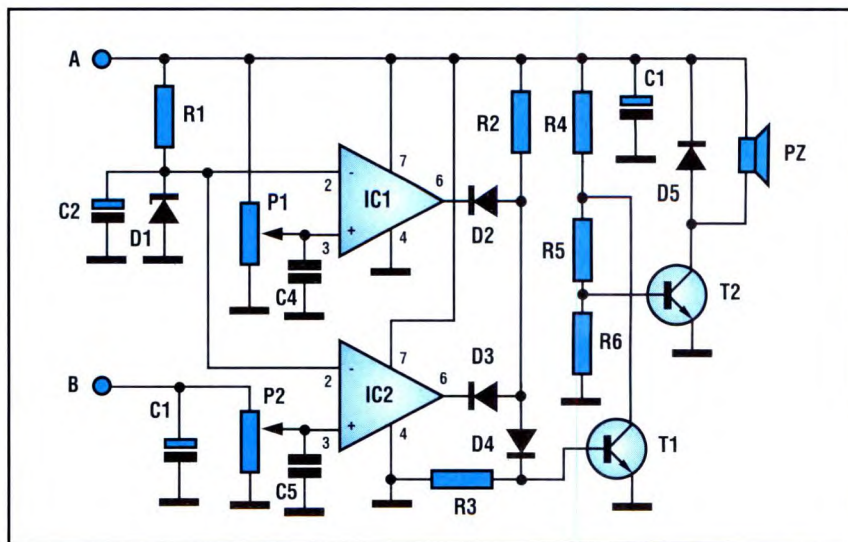 A
R1
C2
D1
P1
2
-
3
+
IC1
7
6
4
C4
D2
R2
R4
R5
R6
C1
D5
PZ
T2
B
C1
P2
2
-
3
+
IC2
7
6
4
C5
D3
D4
R3
T1